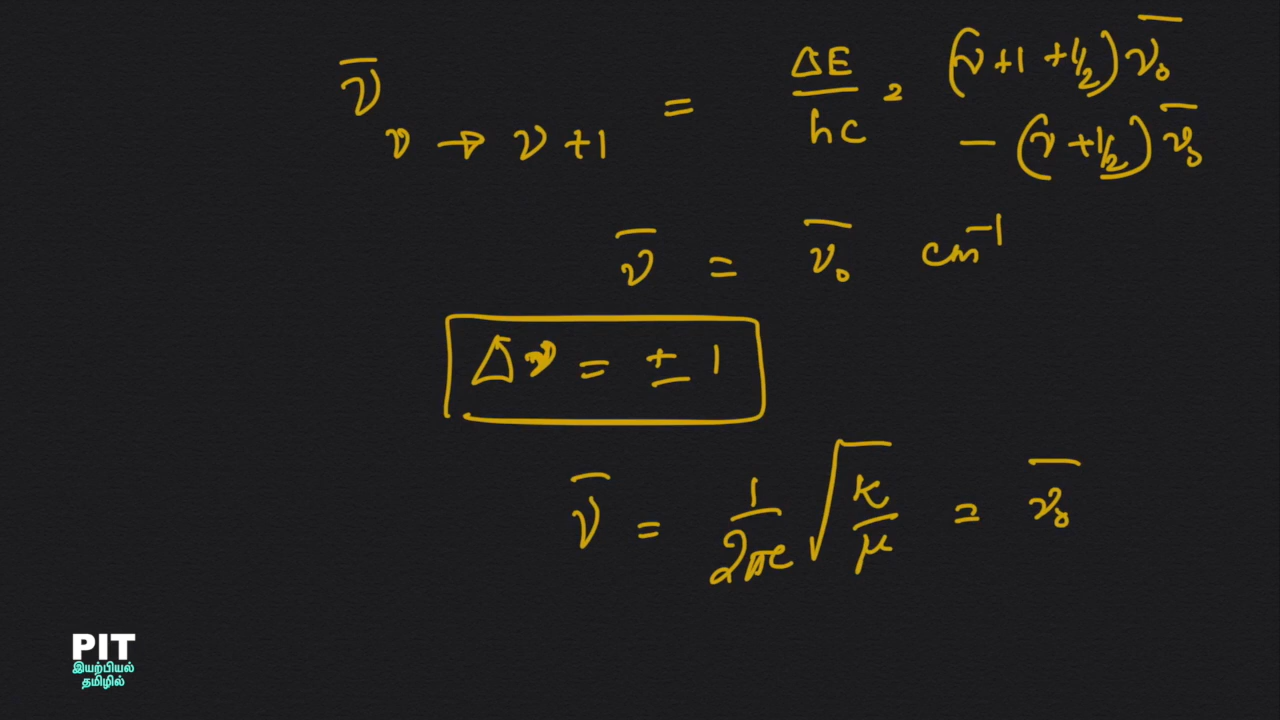 ν̅ ν → ν +1 = ΔE/hc = (ν+1 +1/2) ν̅₀
− (ν +1/2) ν̅₀
ν̅ = ν̅₀ cm⁻¹
Δν = ± 1
ν̅ = 1/2πc √(k/μ) = ν̅₀
PIT
இயற்பியல்
தமிழில்